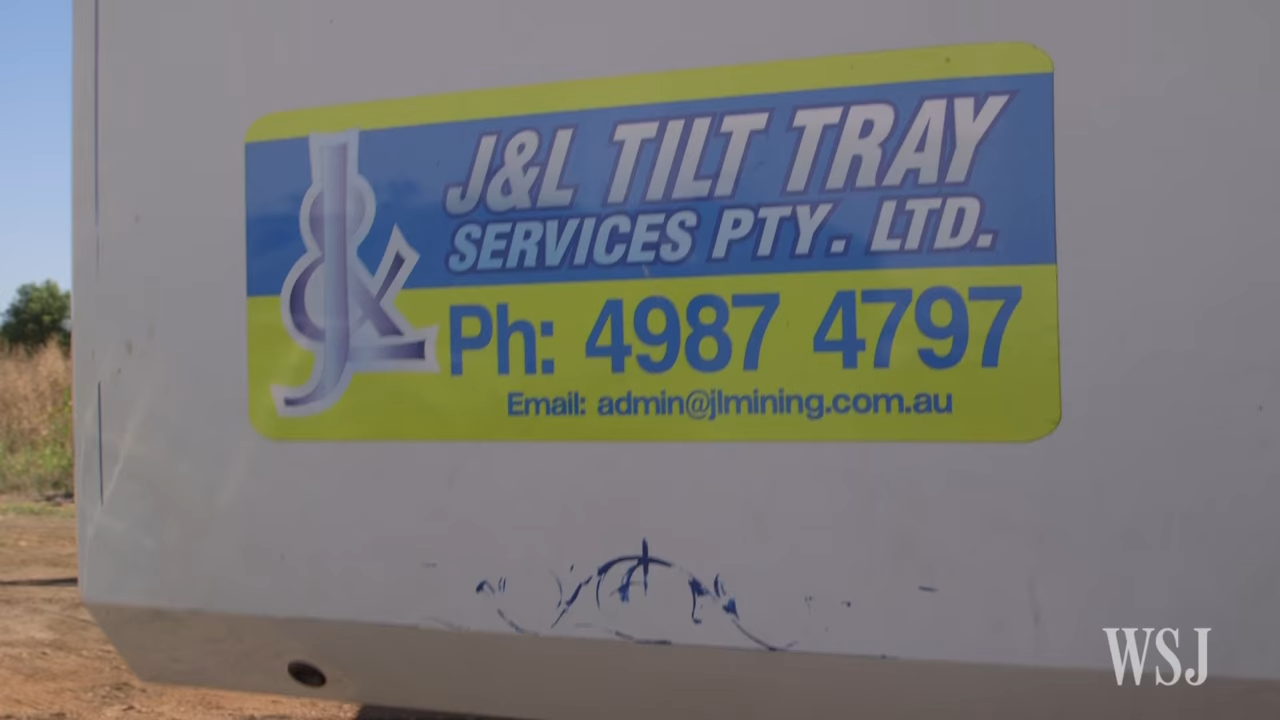 J&L
J&L TILT TRAY
SERVICES PTY. LTD.
Ph: 4987 4797
Email: admin@jlmining.com.au
WSJ